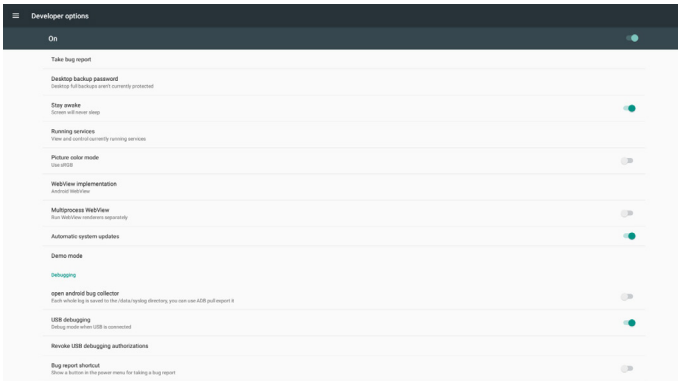 Developer options
On
Take bug report
Desktop backup password
Desktop full backups aren't currently protected
Stay awake
Screen will never sleep
Running services
View and control currently running services
Picture color mode
Use sRGB
WebView implementation
Android WebView
Multiprocess WebView
Run WebView renderers separately
Automatic system updates
Demo mode
Debugging
open android bug collector
Each whole log is saved to the /data/syslog directory, you can use ADB pull export it
USB debugging
Debug mode when USB is connected
Revoke USB debugging authorizations
Bug report shortcut
Show a button in the power menu for taking a bug report